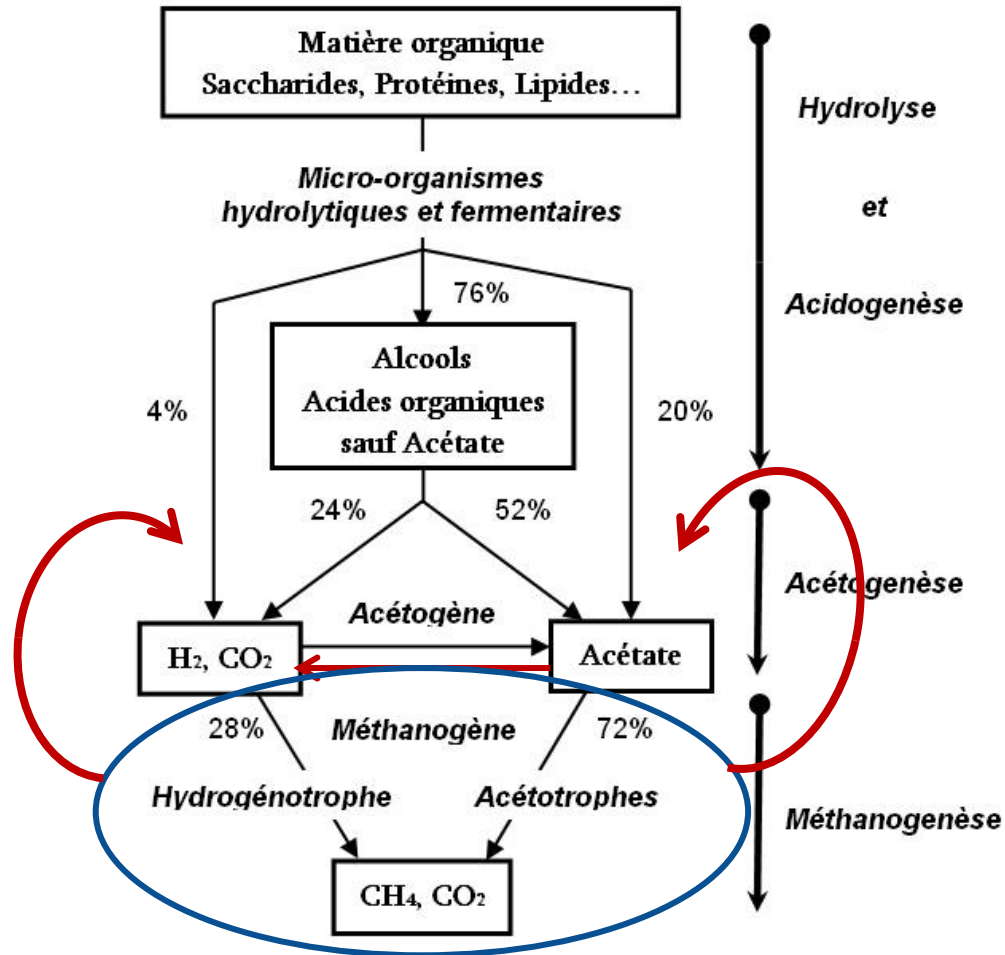 Matière organique
Saccharides, Protéines, Lipides…
Hydrolyse
Micro-organismes
hydrolytiques et fermentaires
et
76%
Acidogenèse
Alcools
Acides organiques
sauf Acétate
4%
20%
24%
52%
Acétogenèse
Acétogène
H₂, CO₂
Acétate
28%
Méthanogène
72%
Hydrogénotrophe
Acétotrophes
Méthanogenèse
CH₄, CO₂